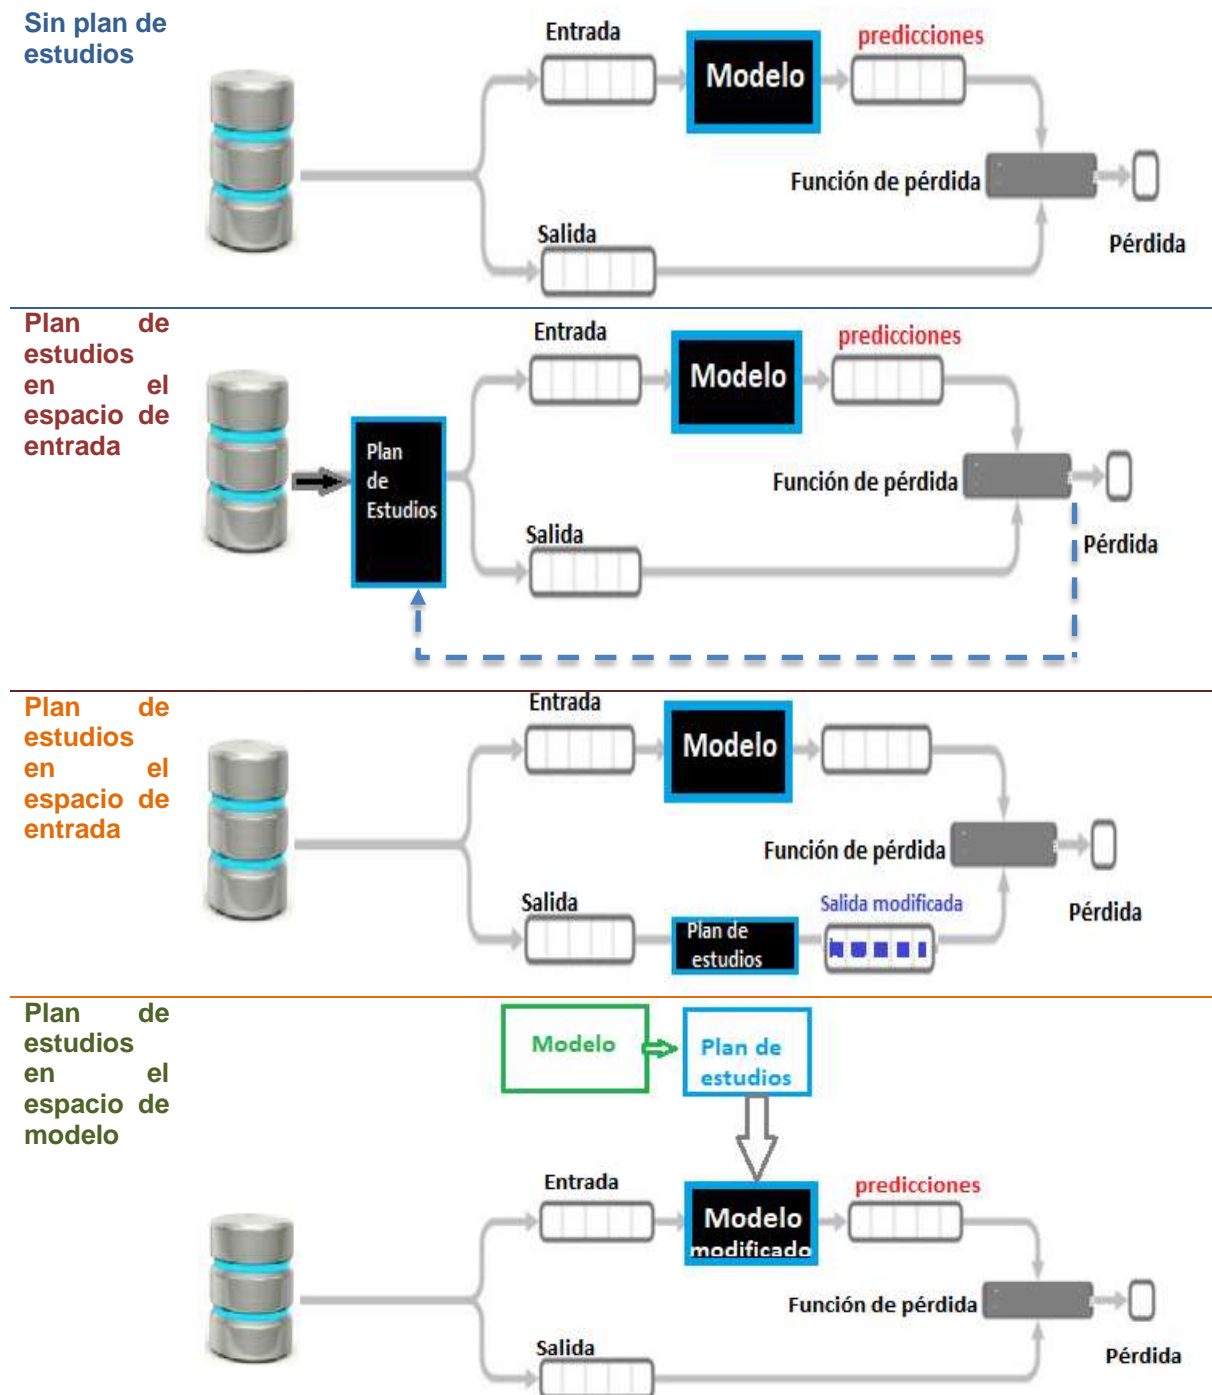 Sin plan de
estudios
Entrada
Modelo
predicciones
Función de pérdida
Pérdida
Salida
Plan de
estudios
en el
espacio de
entrada
Entrada
Modelo
predicciones
Plan
de
Estudios
Función de pérdida
Pérdida
Salida
Plan de
estudios
en el
espacio de
entrada
Entrada
Modelo
Función de pérdida
Pérdida
Salida
Plan de
estudios
Salida modificada
Plan de
estudios
en el
espacio de
modelo
Modelo
Plan de
estudios
Entrada
Modelo
modificado
predicciones
Función de pérdida
Pérdida
Salida